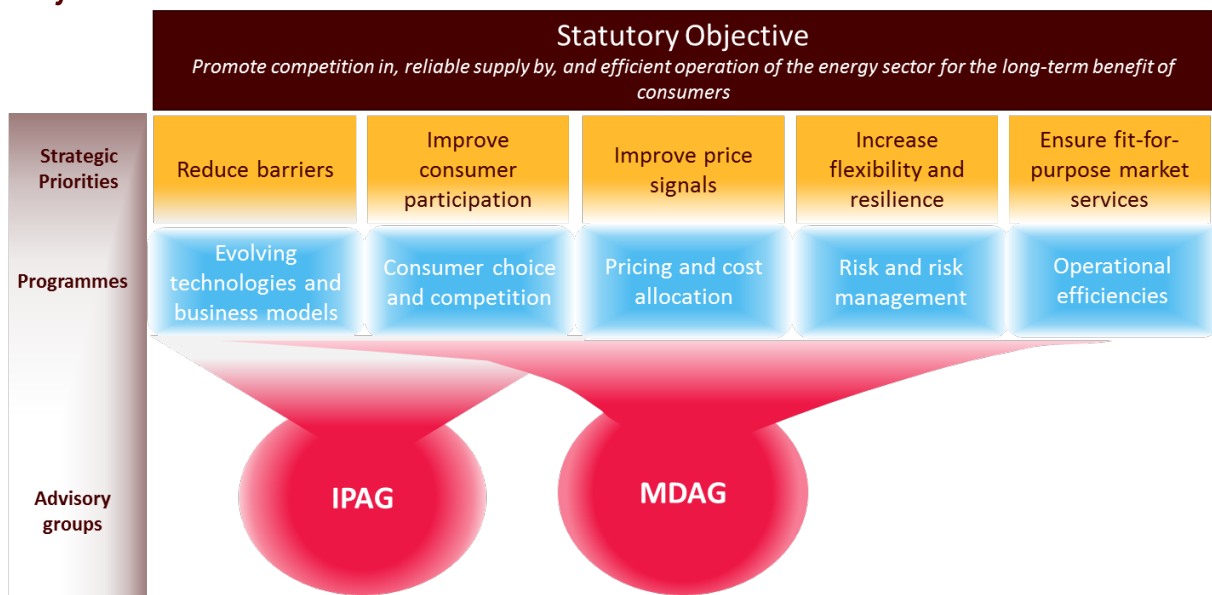 Statutory Objective
Promote competition in, reliable supply by, and efficient operation of the energy sector for the long-term benefit of
consumers
Strategic
Priorities
Reduce barriers
Improve
consumer
participation
Improve price
signals
Increase
flexibility and
resilience
Ensure fit-for-
purpose market
services
Programmes
Evolving
technologies and
business models
Consumer choice
and competition
Pricing and cost
allocation
Risk and risk
management
Operational
efficiencies
Advisory
groups
IPAG
MDAG